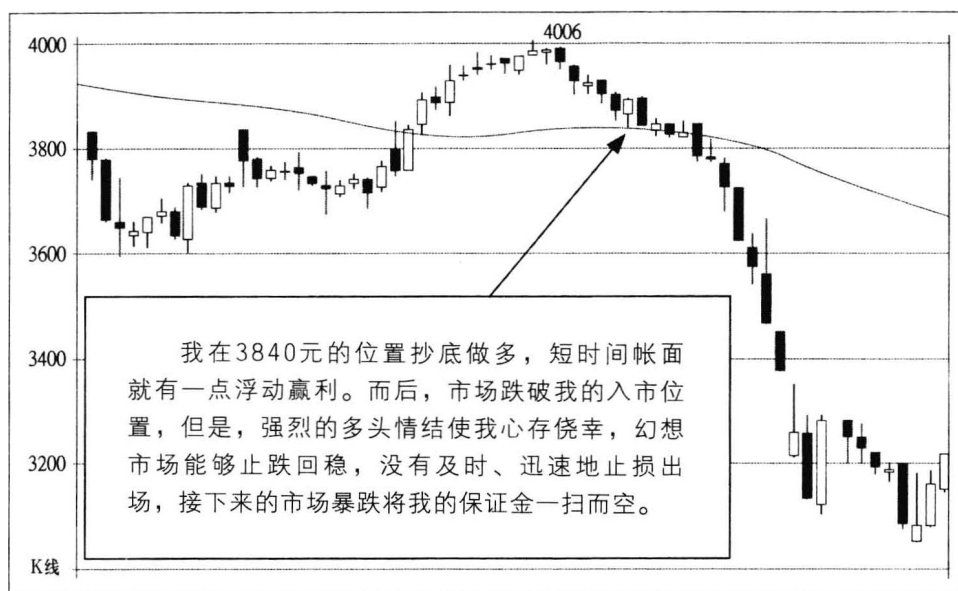 4006
4000
3800
3600
3400
3200
K线
我在3840元的位置抄底做多，短时间帐面
就有一点浮动赢利。而后，市场跌破我的入市位
置，但是，强烈的多头情结使我心存侥幸，幻想
市场能够止跌回稳，没有及时、迅速地止损出
场，接下来的市场暴跌将我的保证金一扫而空。